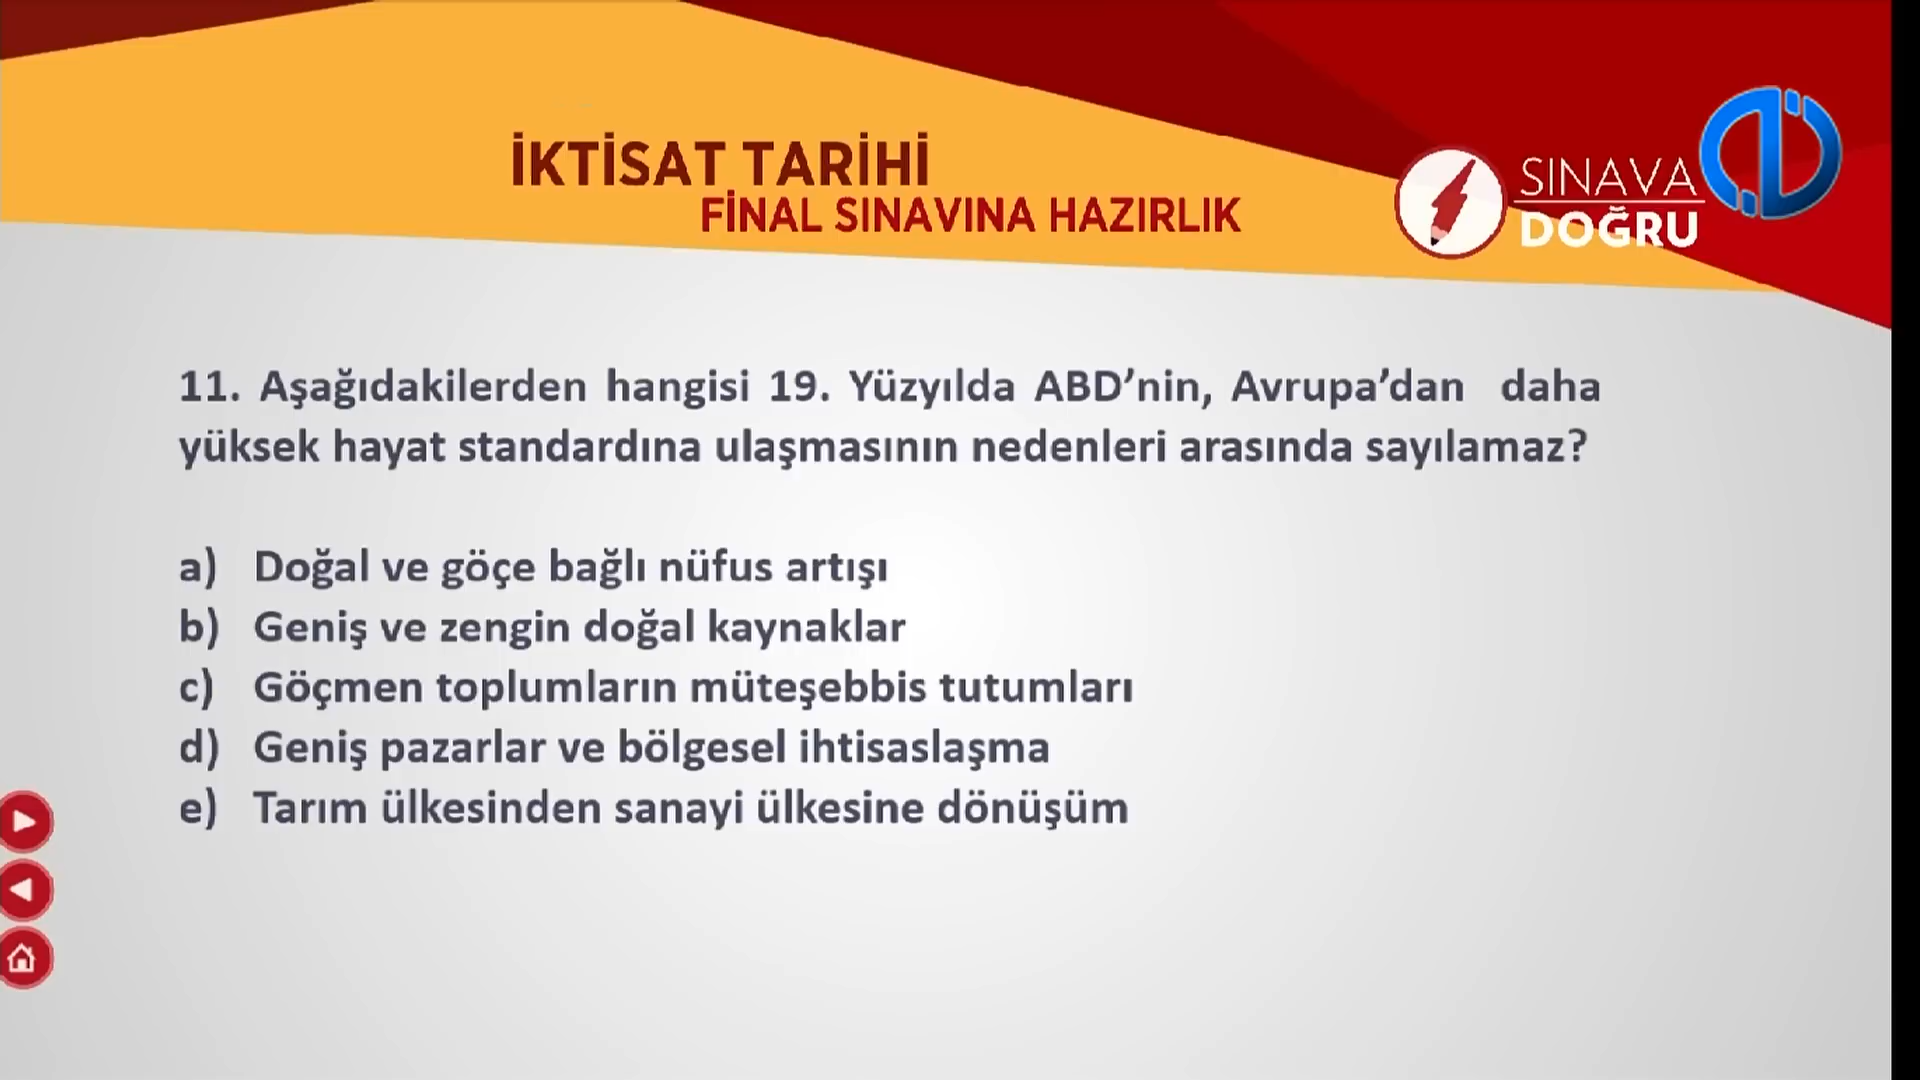 İKTİSAT TARİHİ
FİNAL SINAVINA HAZIRLIK
SINAVA
DOĞRU
11. Aşağıdakilerden hangisi 19. Yüzyılda ABD’nin, Avrupa’dan daha
yüksek hayat standardına ulaşmasının nedenleri arasında sayılamaz?
a) Doğal ve göçe bağlı nüfus artışı
b) Geniş ve zengin doğal kaynaklar
c) Göçmen toplumların müteşebbis tutumları
d) Geniş pazarlar ve bölgesel ihtisaslaşma
e) Tarım ülkesinden sanayi ülkesine dönüşüm